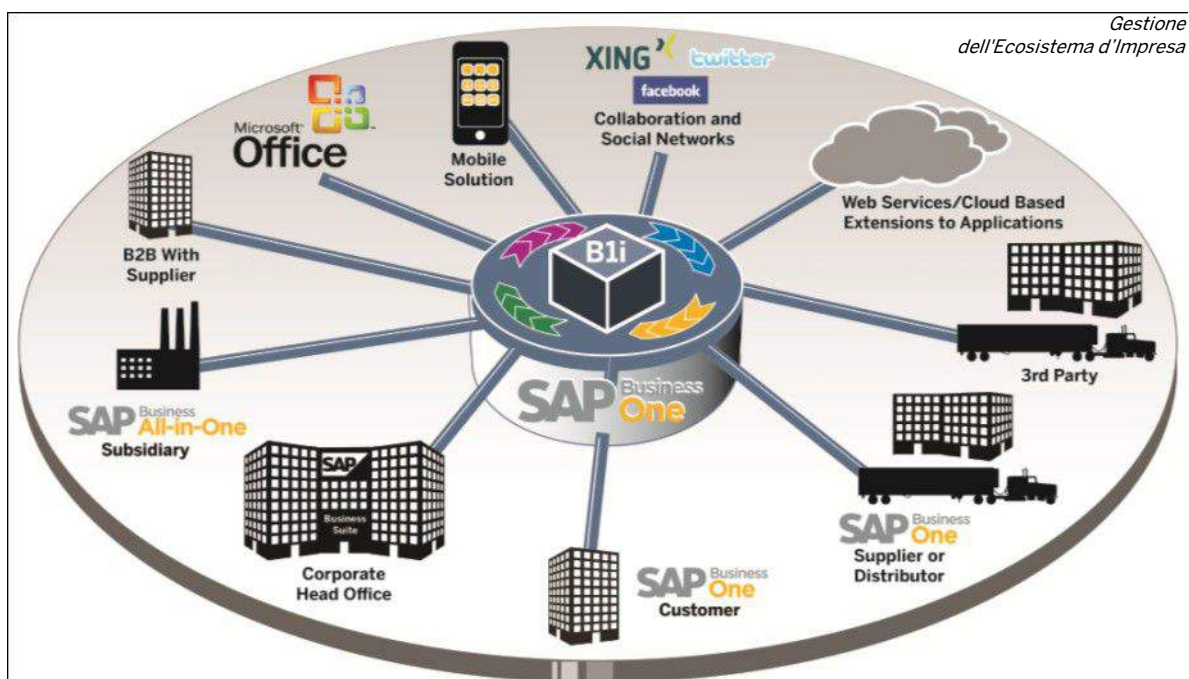 Gestione
dell'Ecosistema d'Impresa
XING twitter
facebook
Collaboration and
Social Networks
Microsoft
Office
Mobile
Solution
Web Services/Cloud Based
Extensions to Applications
B2B With
Supplier
B1i
3rd Party
SAP Business
One
SAP Business
All-in-One
Subsidiary
SAP
Business
Suite
Corporate
Head Office
SAP Business
One
Customer
SAP Business
One
Supplier or
Distributor